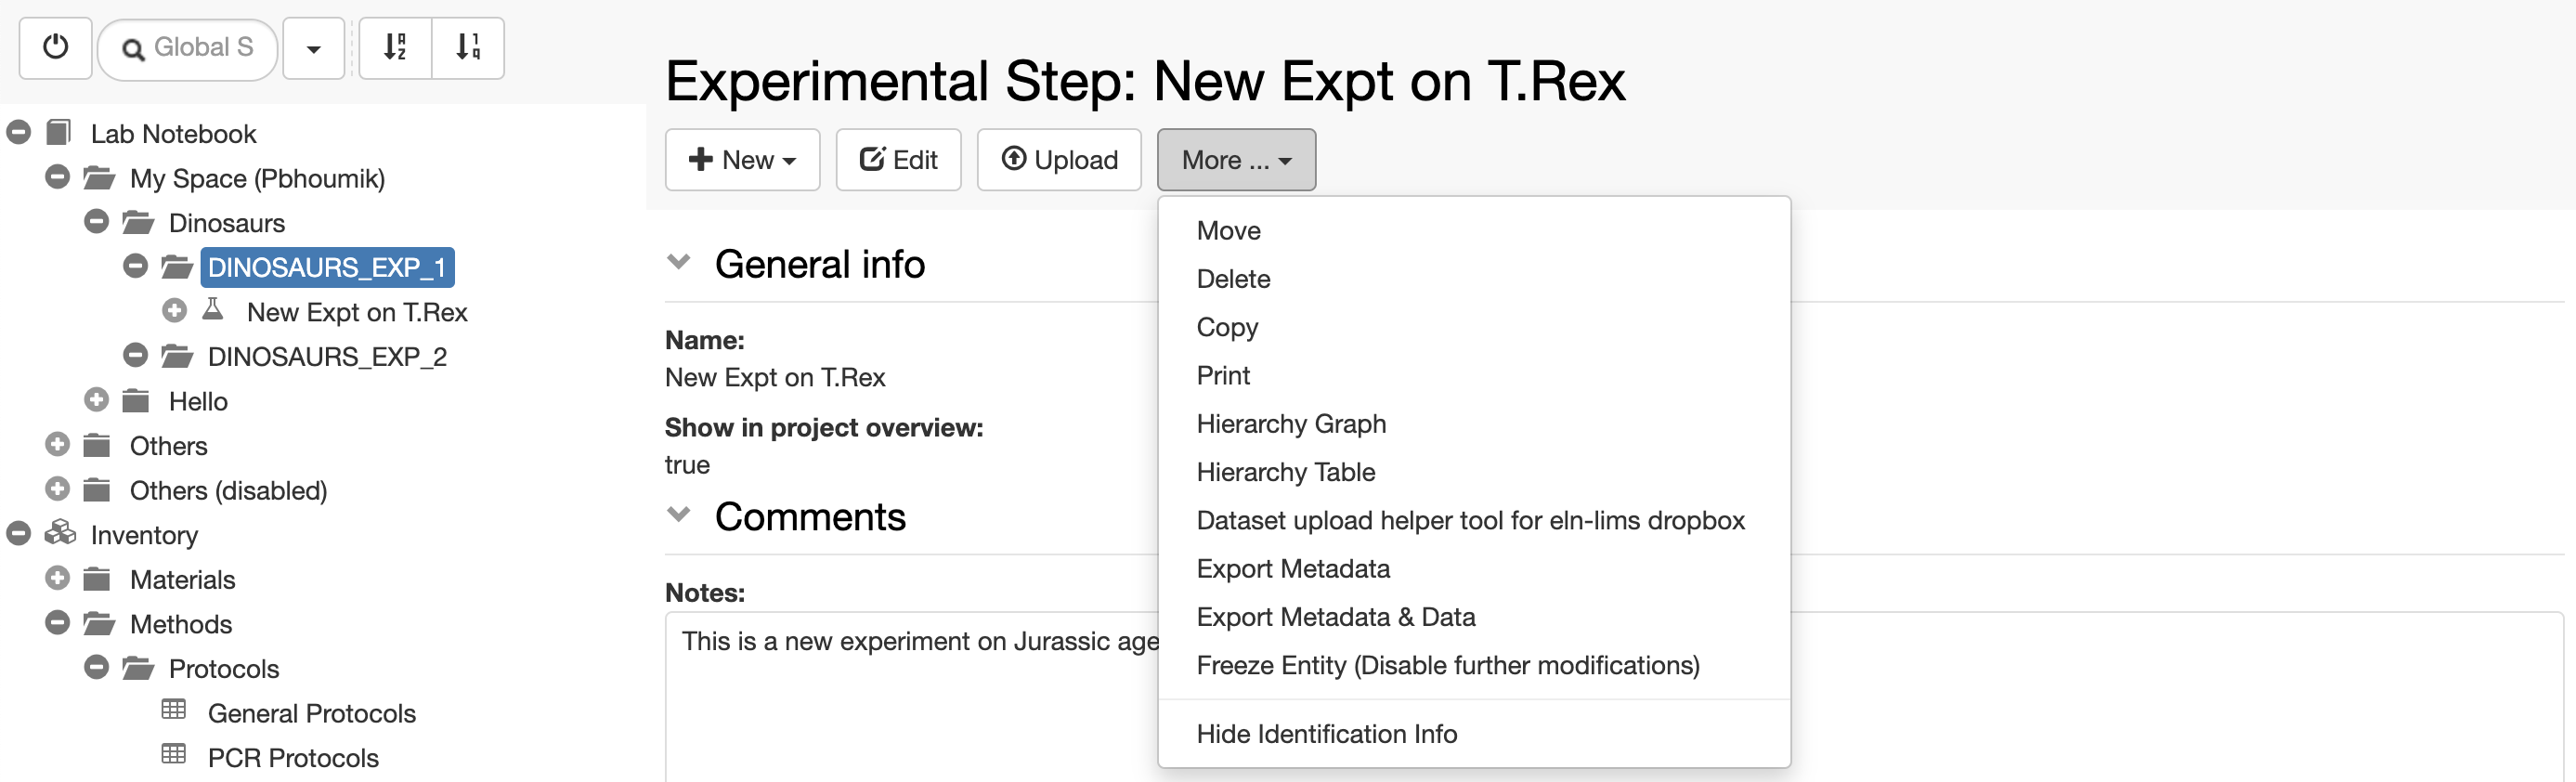 Global S
Lab Notebook
My Space (Pbhoumik)
Dinosaurs
DINOSAURS_EXP_1
New Expt on T.Rex
DINOSAURS_EXP_2
Hello
Others
Others (disabled)
Inventory
Materials
Methods
Protocols
General Protocols
PCR Protocols
Experimental Step: New Expt on T.Rex
New
Edit
Upload
More ...
General info
Name:
New Expt on T.Rex
Show in project overview:
true
Comments
Notes:
This is a new experiment on Jurassic age
Move
Delete
Copy
Print
Hierarchy Graph
Hierarchy Table
Dataset upload helper tool for eln-lims dropbox
Export Metadata
Export Metadata & Data
Freeze Entity (Disable further modifications)
Hide Identification Info